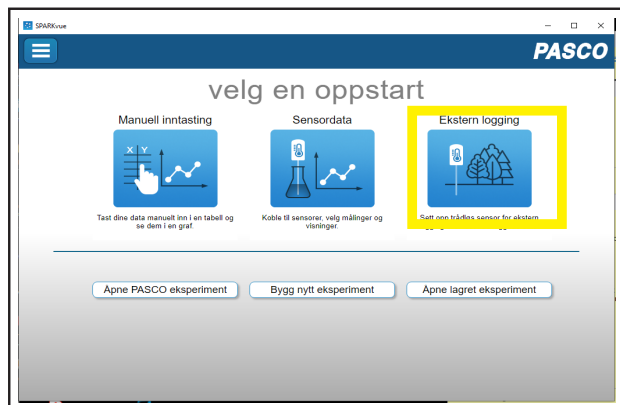 SPARKvue
PASCO
velg en oppstart
Manuell inntasting
Sensordata
Ekstern logging
X Y
Tast dine data manuelt inn i en tabell og
se dem i en graf.
Koble til sensorer, velg målinger og
visninger.
Sett opp trådløs sensor for ekstern
Åpne PASCO eksperiment
Bygg nytt eksperiment
Åpne lagret eksperiment